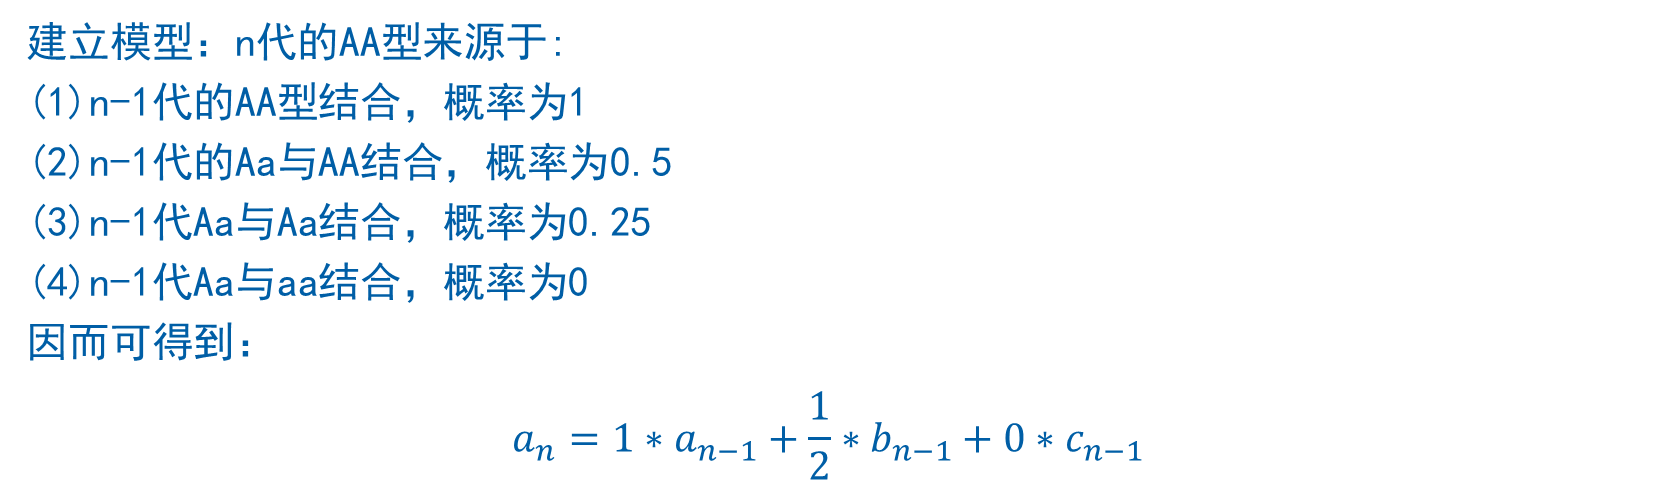 建立模型：n代的AA型来源于:
(1)n-1代的AA型结合，概率为1
(2)n-1代的Aa与AA结合，概率为0.5
(3)n-1代Aa与Aa结合，概率为0.25
(4)n-1代Aa与aa结合，概率为0
因而可得到：
$a_n = 1 * a_{n-1} + \frac{1}{2} * b_{n-1} + 0 * c_{n-1}$